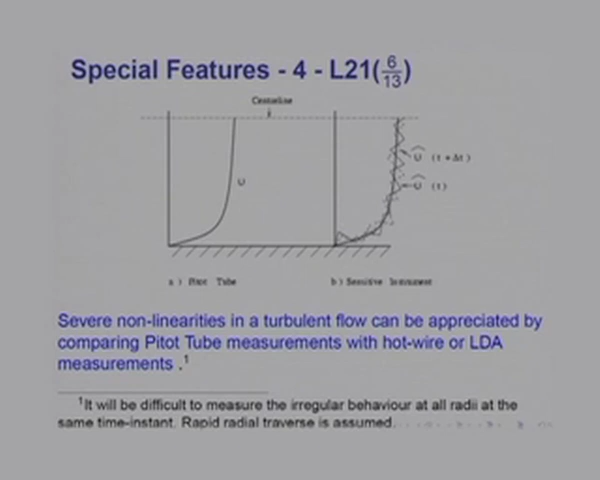 Special Features - 4 - L21(6/13)
Centreline
U
Û (t + Δt)
Û (t)
a) Pitot Tube
b) Sensitive Instrument
Severe non-linearities in a turbulent flow can be appreciated by
comparing Pitot Tube measurements with hot-wire or LDA
measurements .1
1It will be difficult to measure the irregular behaviour at all radii at the
same time-instant. Rapid radial traverse is assumed.